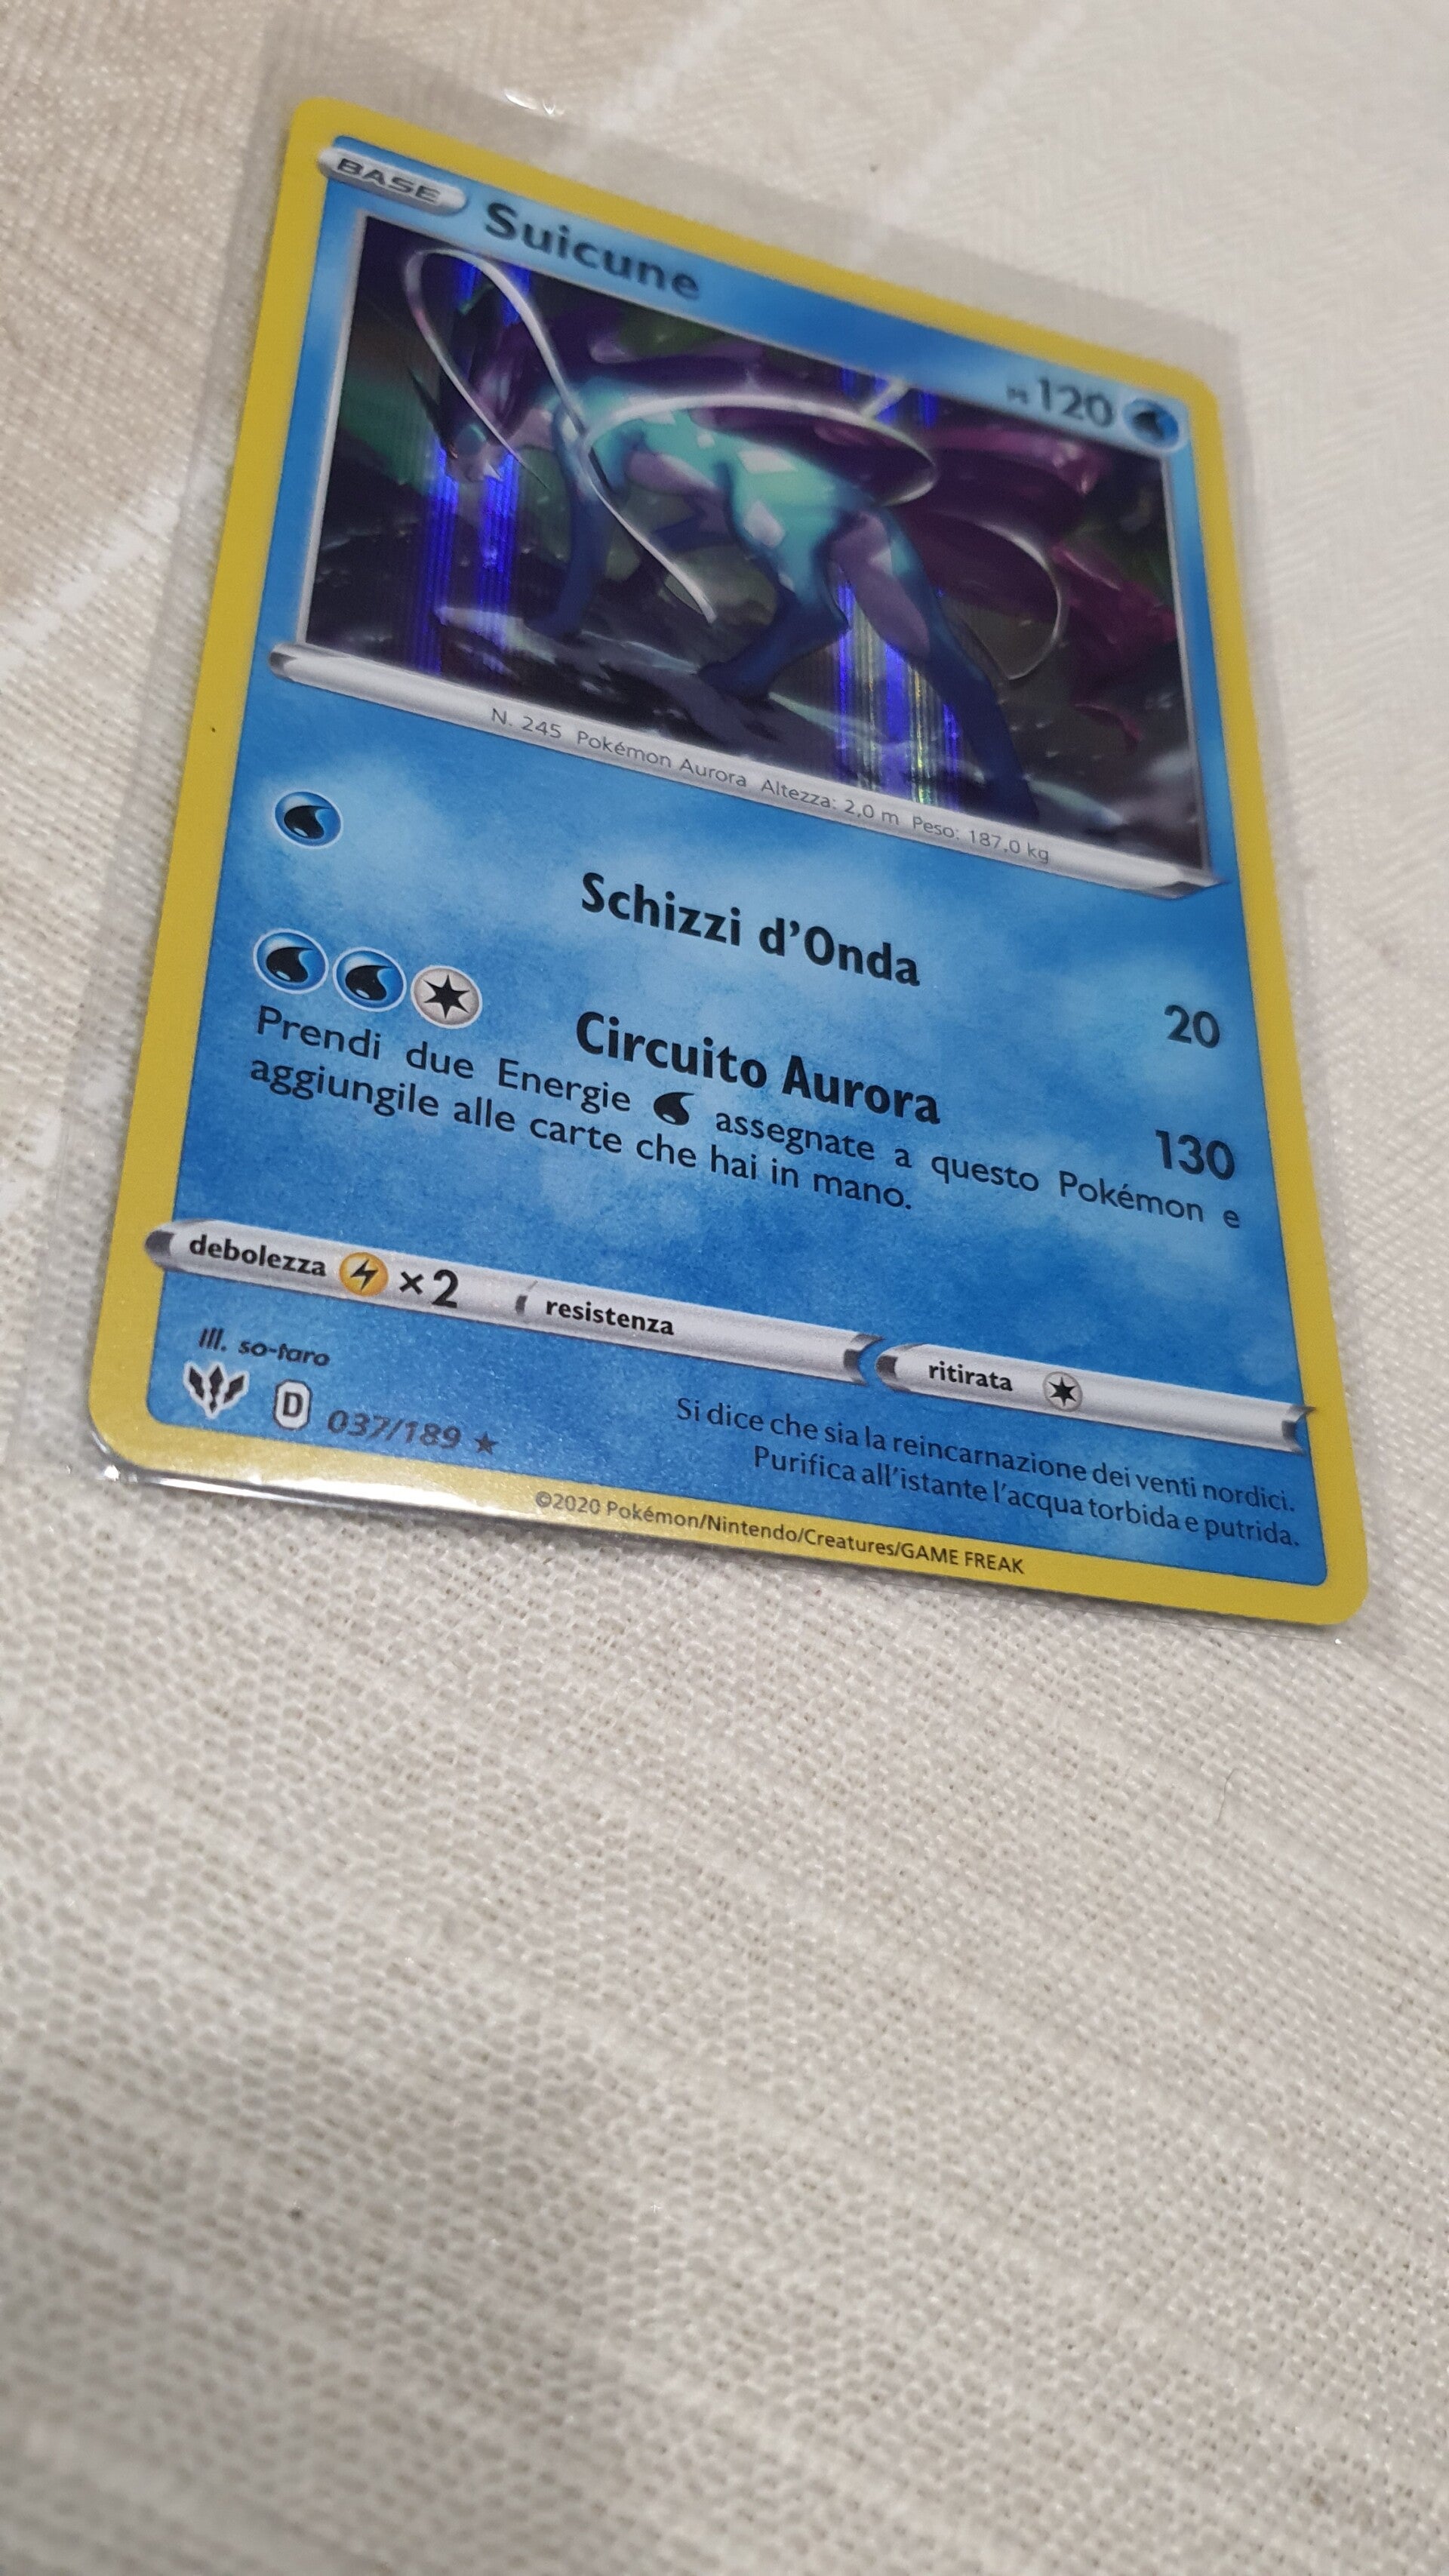 BASE
Suicune
PS 120
N. 245 Pokémon Aurora Altezza: 2,0 m Peso: 187,0 kg
Schizzi d'Onda 20
Circuito Aurora 130
Prendi due Energie assegnate a questo Pokémon e
aggiungile alle carte che hai in mano.
debolezza ×2 resistenza ritirata
Ill. so-taro
D 037/189 ★
Si dice che sia la reincarnazione dei venti nordici.
Purifica all'istante l'acqua torbida e putrida.
©2020 Pokémon/Nintendo/Creatures/GAME FREAK